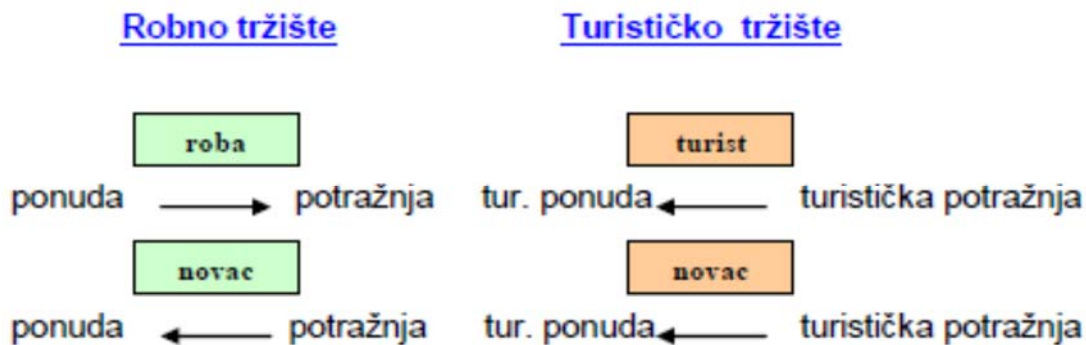 Robno tržište Turističko tržište
roba turist
ponuda potražnja tur. ponuda turistička potražnja
novac novac
ponuda potražnja tur. ponuda turistička potražnja